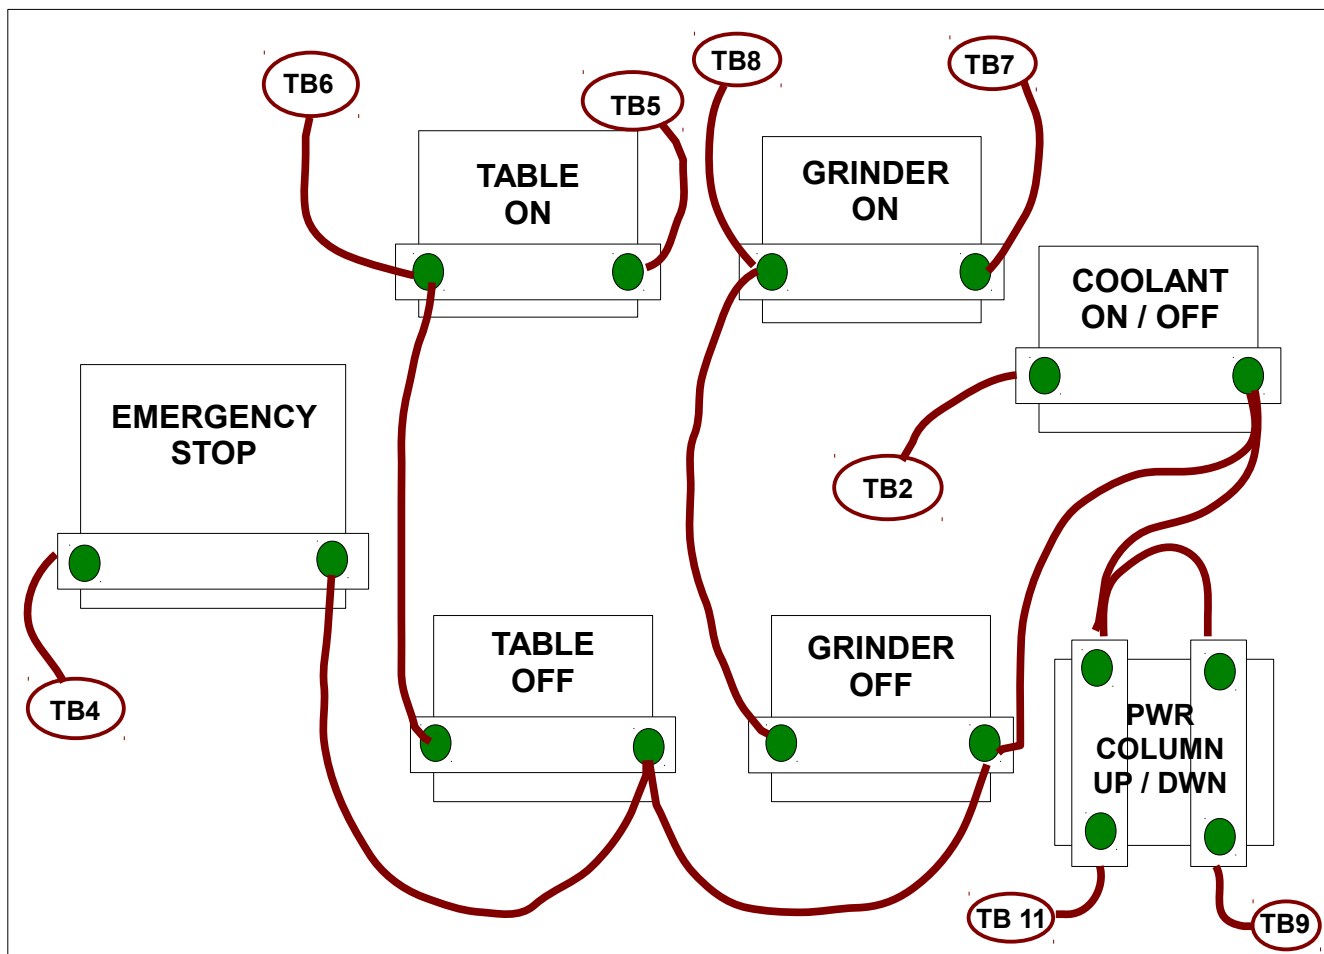 TB6
TB5
TB8
TB7
TABLE
ON
GRINDER
ON
COOLANT
ON / OFF
EMERGENCY
STOP
TB2
TABLE
OFF
GRINDER
OFF
TB4
PWR
COLUMN
UP / DWN
TB 11
TB9